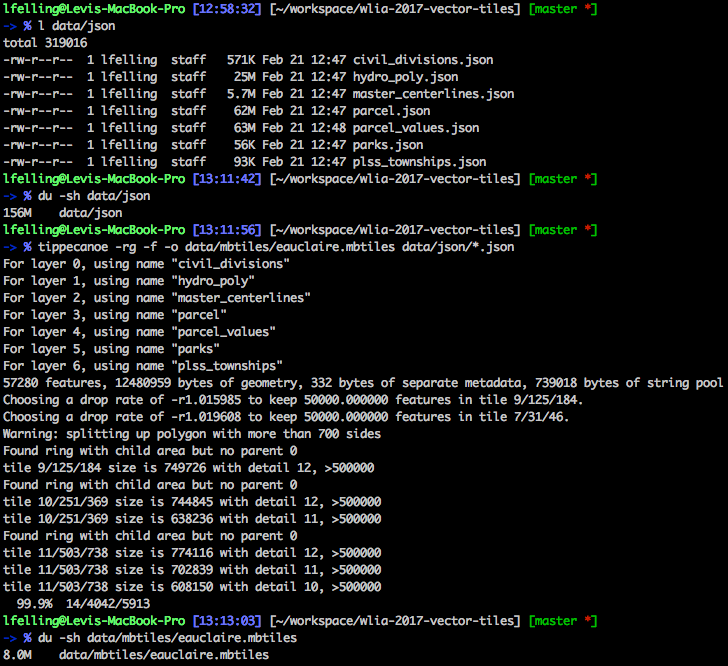 lfelling@Levis-MacBook-Pro [12:58:32] [~/workspace/wlia-2017-vector-tiles] [master *]
-> % l data/json
total 319016
-rw-r--r--  1 lfelling  staff   571K Feb 21 12:47 civil_divisions.json
-rw-r--r--  1 lfelling  staff    25M Feb 21 12:47 hydro_poly.json
-rw-r--r--  1 lfelling  staff   5.7M Feb 21 12:47 master_centerlines.json
-rw-r--r--  1 lfelling  staff    62M Feb 21 12:47 parcel.json
-rw-r--r--  1 lfelling  staff    63M Feb 21 12:48 parcel_values.json
-rw-r--r--  1 lfelling  staff    56K Feb 21 12:47 parks.json
-rw-r--r--  1 lfelling  staff    93K Feb 21 12:47 plss_townships.json
lfelling@Levis-MacBook-Pro [13:11:42] [~/workspace/wlia-2017-vector-tiles] [master *]
-> % du -sh data/json
156M    data/json
lfelling@Levis-MacBook-Pro [13:11:56] [~/workspace/wlia-2017-vector-tiles] [master *]
-> % tippecanoe -rg -f -o data/mbtiles/eauclaire.mbtiles data/json/*.json
For layer 0, using name "civil_divisions"
For layer 1, using name "hydro_poly"
For layer 2, using name "master_centerlines"
For layer 3, using name "parcel"
For layer 4, using name "parcel_values"
For layer 5, using name "parks"
For layer 6, using name "plss_townships"
57280 features, 12480959 bytes of geometry, 332 bytes of separate metadata, 739018 bytes of string pool
Choosing a drop rate of -r1.015985 to keep 50000.000000 features in tile 9/125/184.
Choosing a drop rate of -r1.019608 to keep 50000.000000 features in tile 7/31/46.
Warning: splitting up polygon with more than 700 sides
Found ring with child area but no parent 0
tile 9/125/184 size is 749726 with detail 12, >500000
Found ring with child area but no parent 0
tile 10/251/369 size is 744845 with detail 12, >500000
tile 10/251/369 size is 638236 with detail 11, >500000
Found ring with child area but no parent 0
tile 11/503/738 size is 774116 with detail 12, >500000
tile 11/503/738 size is 702839 with detail 11, >500000
tile 11/503/738 size is 608150 with detail 10, >500000
  99.9%  14/4042/5913
lfelling@Levis-MacBook-Pro [13:13:03] [~/workspace/wlia-2017-vector-tiles] [master *]
-> % du -sh data/mbtiles/eauclaire.mbtiles
8.0M    data/mbtiles/eauclaire.mbtiles